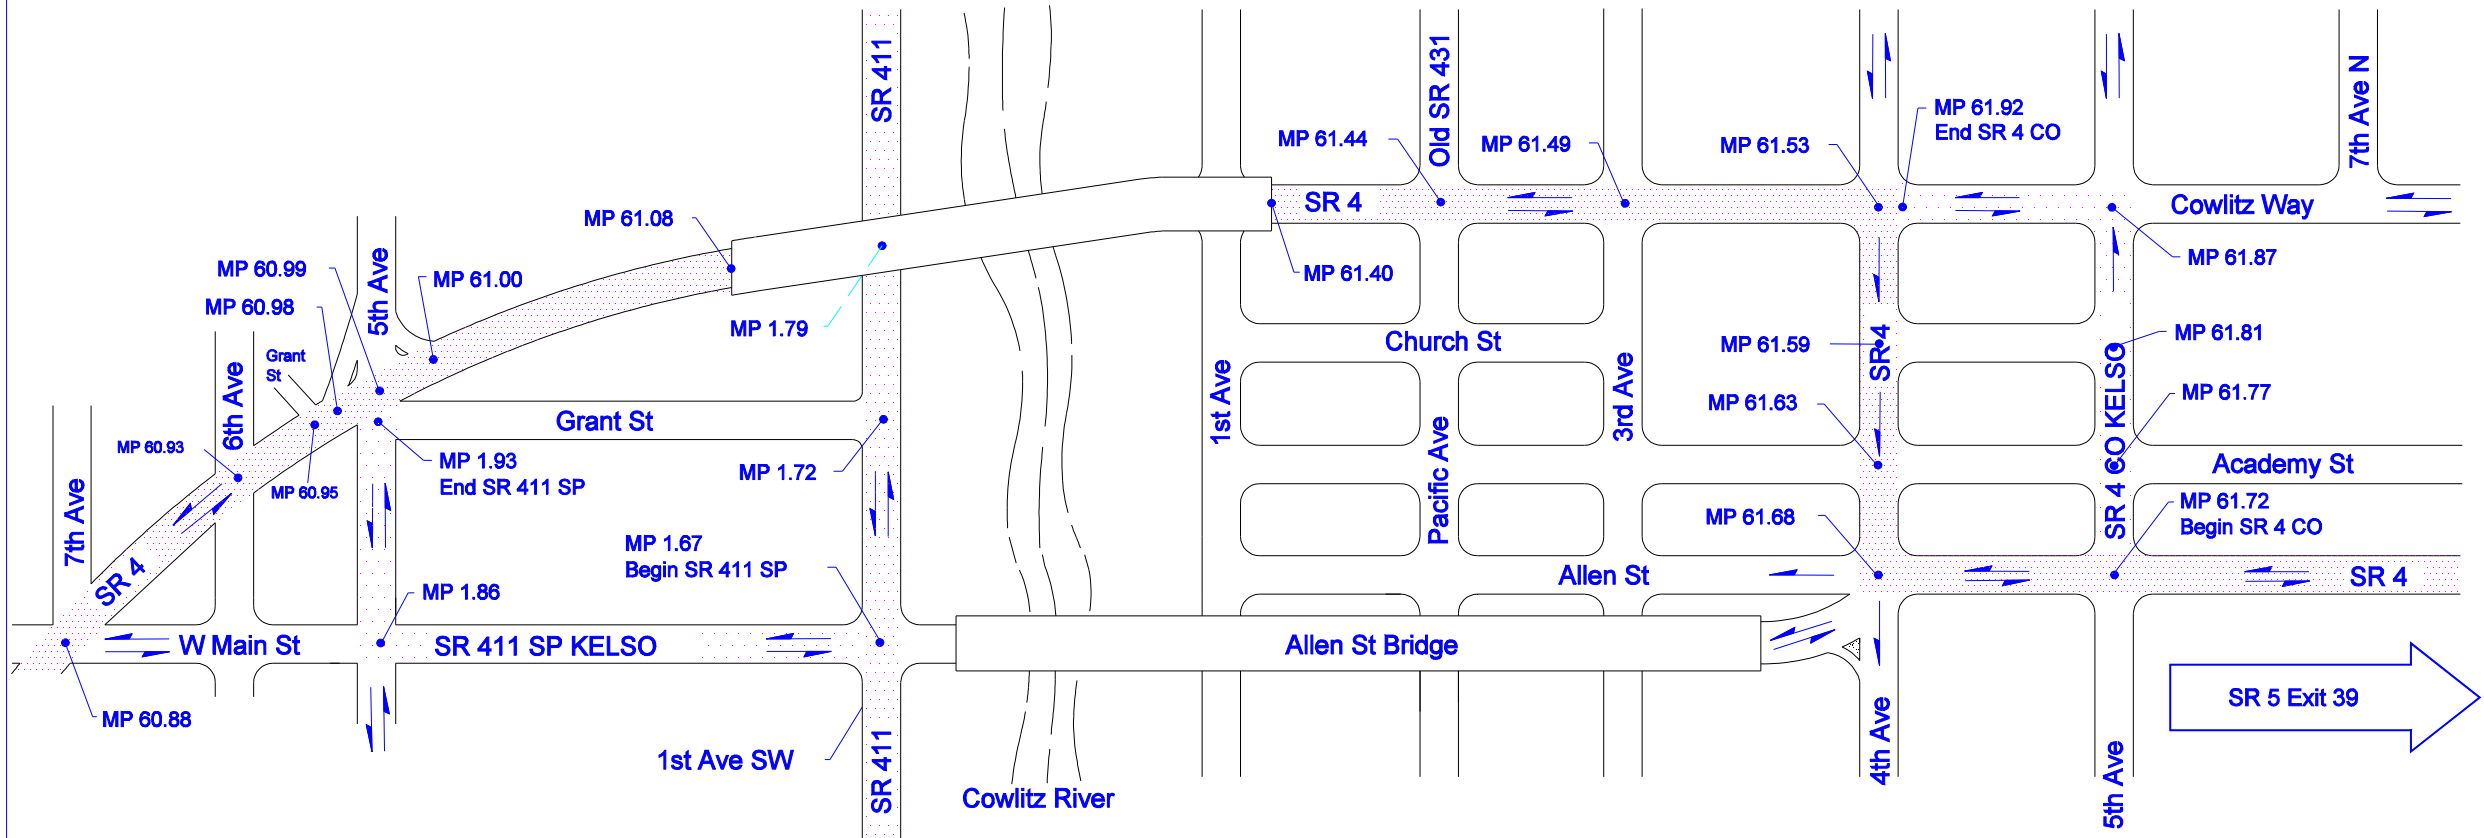 SR 411
Old SR 431
7th Ave N
MP 61.92
End SR 4 CO
MP 61.44
MP 61.49
MP 61.53
SR 4
Cowlitz Way
MP 61.08
5th Ave
MP 60.99
MP 61.00
MP 60.98
MP 61.40
MP 61.87
MP 1.79
Church St
MP 61.59
SR 4
MP 61.81
Grant
St
6th Ave
1st Ave
3rd Ave
MP 61.63
SR 4 CO KELSO
MP 61.77
Grant St
MP 60.93
MP 1.93
End SR 411 SP
MP 1.72
Academy St
MP 60.95
Pacific Ave
7th Ave
MP 61.68
MP 61.72
Begin SR 4 CO
MP 1.67
Begin SR 411 SP
SR 4
MP 1.86
Allen St
SR 4
W Main St
SR 411 SP KELSO
Allen St Bridge
MP 60.88
SR 5 Exit 39
1st Ave SW
SR 411
4th Ave
5th Ave
Cowlitz River